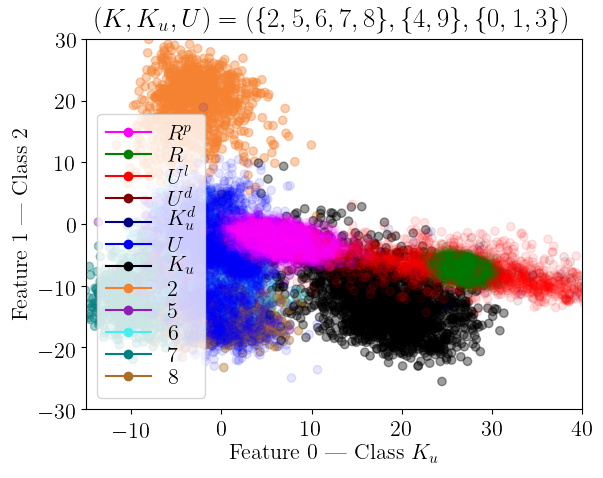 (K, K_u, U) = ({2, 5, 6, 7, 8}, {4, 9}, {0, 1, 3})
30
20
10
0
−10
−20
−30
Feature 1 — Class 2
R^p
R
U^l
U^d
K_u^d
U
K_u
2
5
6
7
8
−10
0
10
20
30
40
Feature 0 — Class K_u